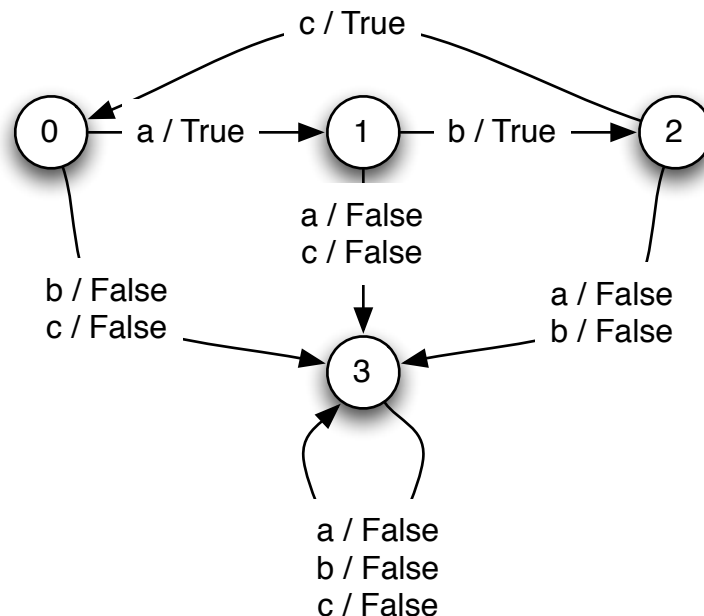 c / True
0
a / True
1
b / True
2
a / False
c / False
b / False
c / False
a / False
b / False
3
a / False
b / False
c / False